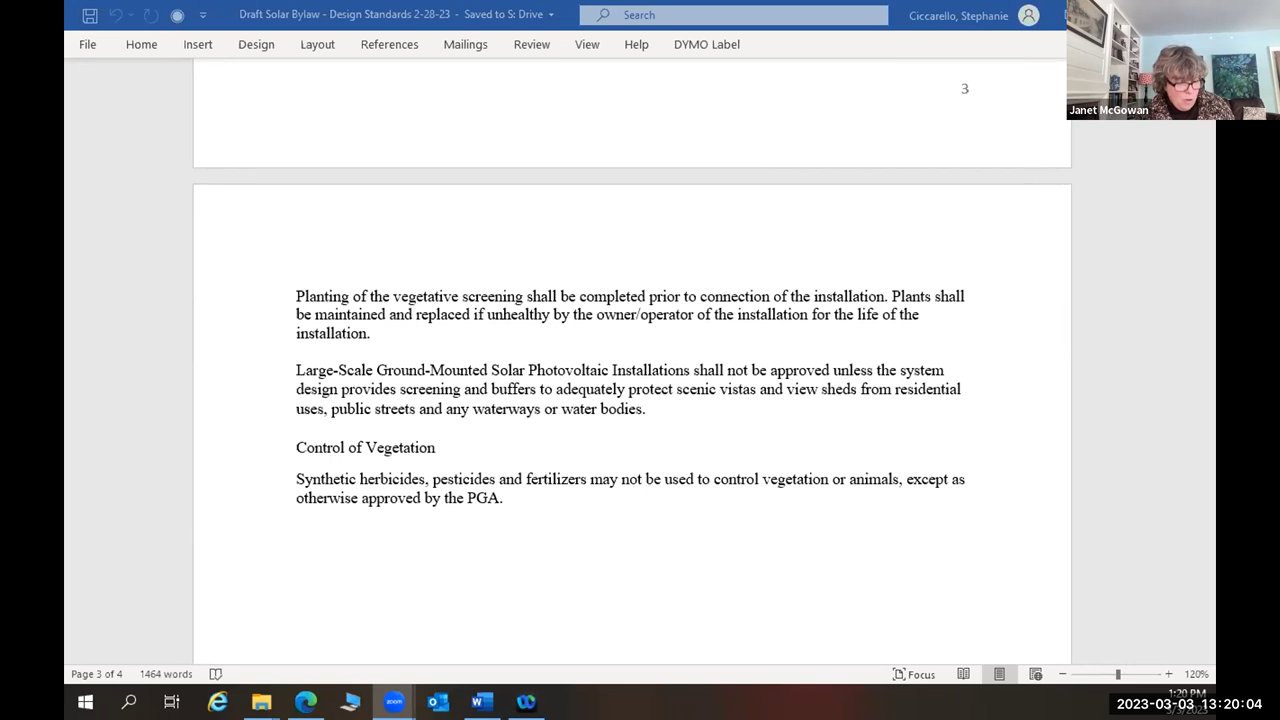 Draft Solar Bylaw - Design Standards 2-28-23 - Saved to S: Drive
Search
Ciccarello, Stephanie
File Home Insert Design Layout References Mailings Review View Help DYMO Label
Janet McGowan
3
Planting of the vegetative screening shall be completed prior to connection of the installation. Plants shall
be maintained and replaced if unhealthy by the owner/operator of the installation for the life of the
installation.
Large-Scale Ground-Mounted Solar Photovoltaic Installations shall not be approved unless the system
design provides screening and buffers to adequately protect scenic vistas and view sheds from residential
uses, public streets and any waterways or water bodies.
Control of Vegetation
Synthetic herbicides, pesticides and fertilizers may not be used to control vegetation or animals, except as
otherwise approved by the PGA.
Page 3 of 4 1464 words Focus 120%
zoom
1:20 PM
2023-03-03 13:20:04